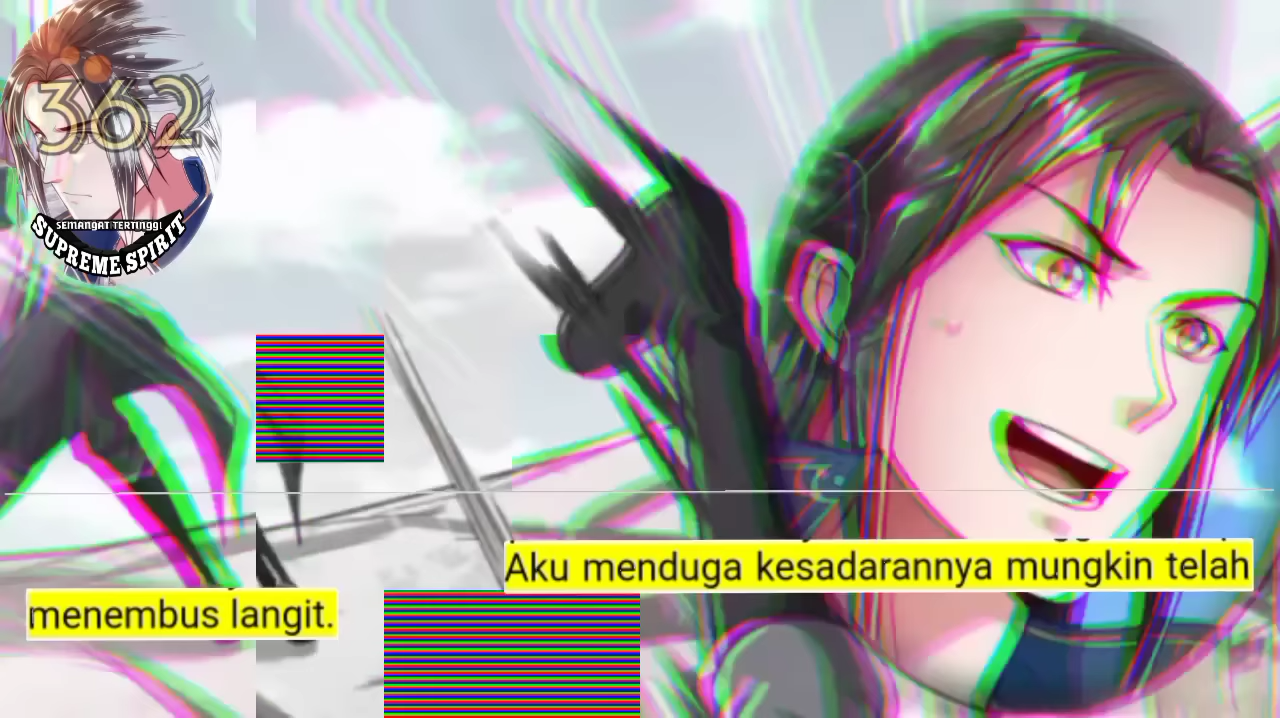 362
SEMANGAT TERTINGGI
SUPREME SPIRIT
Aku menduga kesadarannya mungkin telah
menembus langit.